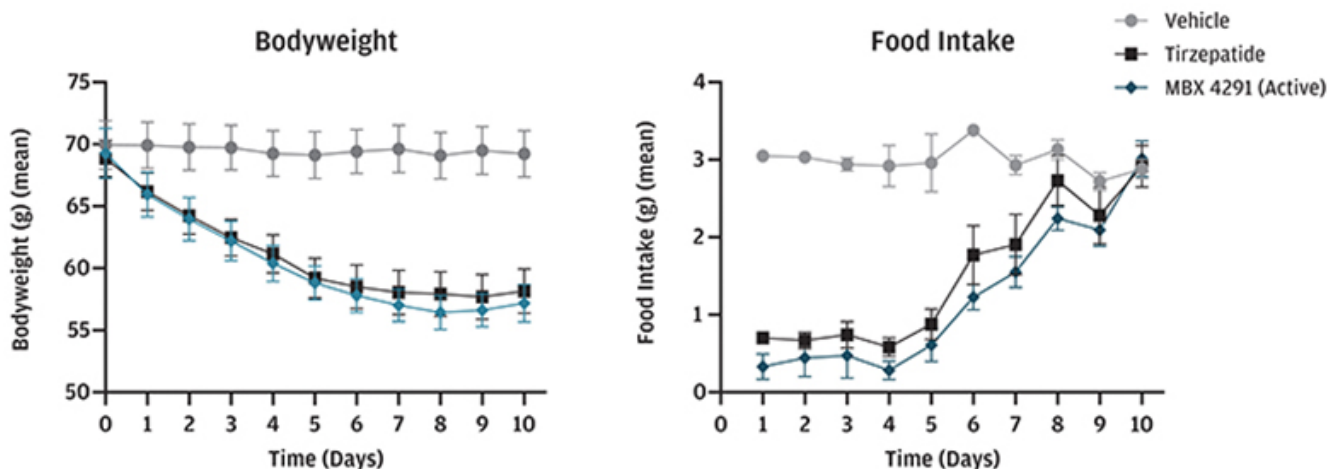 Bodyweight
Food Intake
Vehicle
Tirzepatide
MBX 4291 (Active)
Bodyweight (g) (mean)
75
70
65
60
55
50
0 1 2 3 4 5 6 7 8 9 10
Time (Days)
Food Intake (g) (mean)
4
3
2
1
0
0 1 2 3 4 5 6 7 8 9 10
Time (Days)